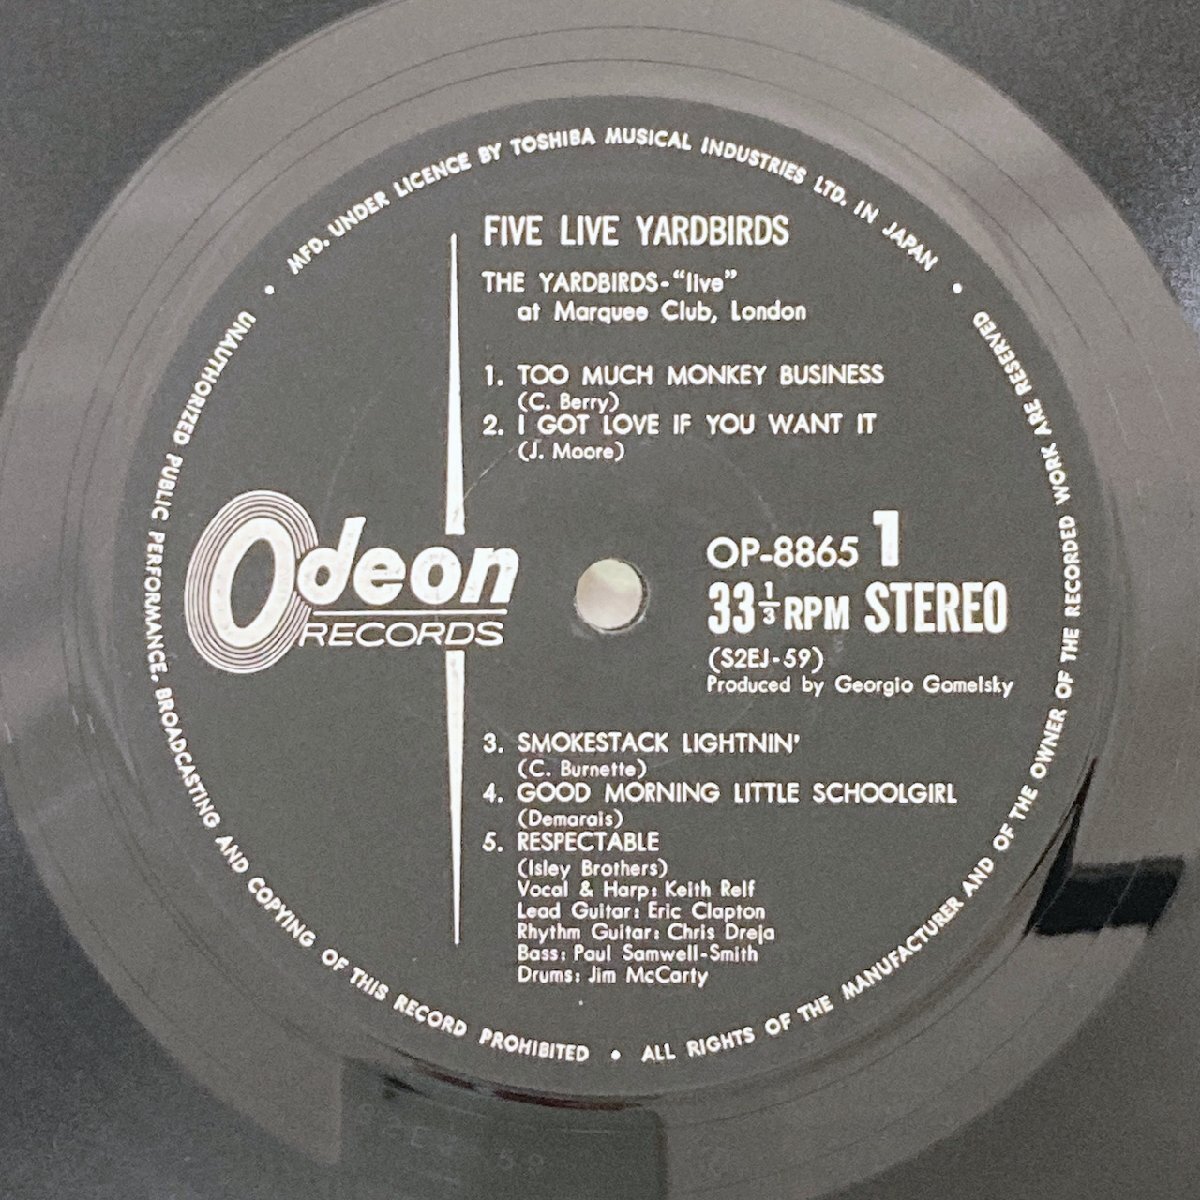 MFD. UNDER LICENCE BY TOSHIBA MUSICAL INDUSTRIES LTD. IN JAPAN
FIVE LIVE YARDBIRDS
THE YARDBIRDS-"live"
at Marquee Club, London
1. TOO MUCH MONKEY BUSINESS
(C. Berry)
2. I GOT LOVE IF YOU WANT IT
(J. Moore)
Odeon
RECORDS
OP-8865 1
33 1/3 RPM STEREO
(S2EJ-59)
Produced by Georgio Gomelsky
3. SMOKESTACK LIGHTNIN'
(C. Burnette)
4. GOOD MORNING LITTLE SCHOOLGIRL
(Demarais)
5. RESPECTABLE
(Isley Brothers)
Vocal & Harp: Keith Relf
Lead Guitar: Eric Clapton
Rhythm Guitar: Chris Dreja
Bass: Paul Samwell-Smith
Drums: Jim McCarty
UNAUTHORIZED PUBLIC PERFORMANCE, BROADCASTING AND COPYING OF THIS RECORD PROHIBITED • ALL RIGHTS OF THE MANUFACTURER AND OF THE OWNER OF THE RECORDED WORK ARE RESERVED